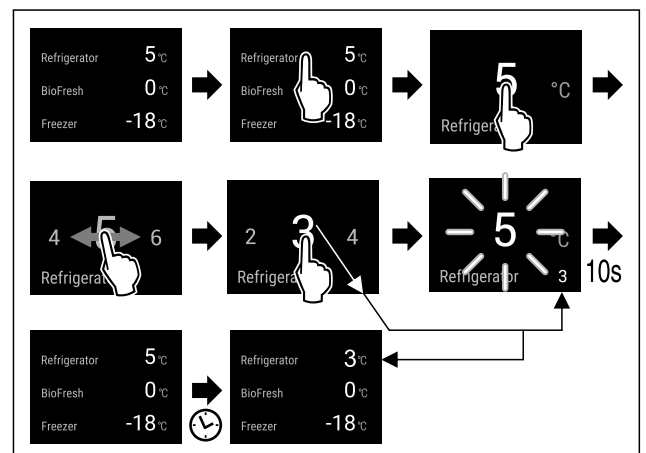 Refrigerator 5 °C
BioFresh 0 °C
Freezer -18 °C
Refrigerator 5 °C
BioFresh 0 °C
Freezer -18 °C
5 °C
Refrigera
4 5 6
Refrigerat
2 3 4
Refrigera
5 °C
Refrigerator 3
10s
Refrigerator 5 °C
BioFresh 0 °C
Freezer -18 °C
Refrigerator 3 °C
BioFresh 0 °C
Freezer -18 °C